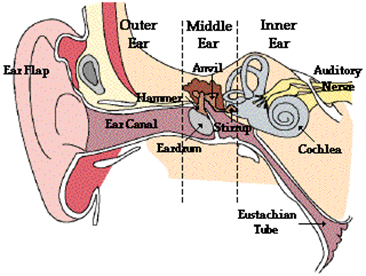 Outer
Ear
Middle
Ear
Inner
Ear
Ear Flap
Anvil
Auditory
Nerve
Hammer
Ear Canal
Stirrup
Eardrum
Cochlea
Eustachian
Tube